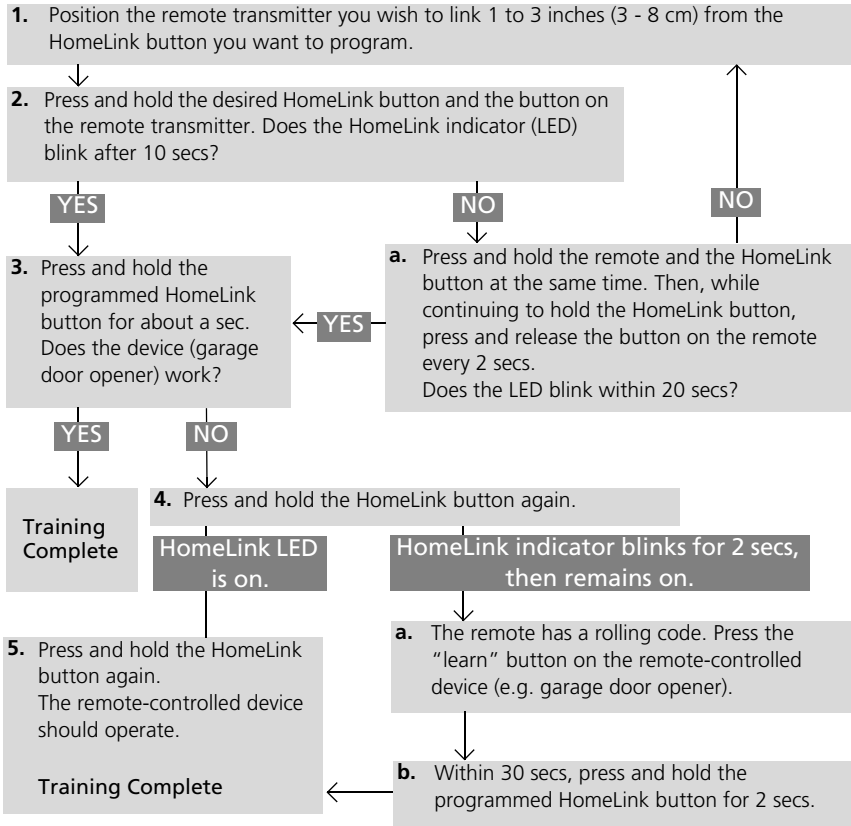 1. Position the remote transmitter you wish to link 1 to 3 inches (3 - 8 cm) from the
HomeLink button you want to program.
2. Press and hold the desired HomeLink button and the button on
the remote transmitter. Does the HomeLink indicator (LED)
blink after 10 secs?
YES
NO
NO
3. Press and hold the
programmed HomeLink
button for about a sec.
Does the device (garage
door opener) work?
YES
a. Press and hold the remote and the HomeLink
button at the same time. Then, while
continuing to hold the HomeLink button,
press and release the button on the remote
every 2 secs.
Does the LED blink within 20 secs?
YES
NO
Training
Complete
4. Press and hold the HomeLink button again.
HomeLink LED
is on.
HomeLink indicator blinks for 2 secs,
then remains on.
a. The remote has a rolling code. Press the
“learn” button on the remote-controlled
device (e.g. garage door opener).
b. Within 30 secs, press and hold the
programmed HomeLink button for 2 secs.
5. Press and hold the HomeLink
button again.
The remote-controlled device
should operate.
Training Complete